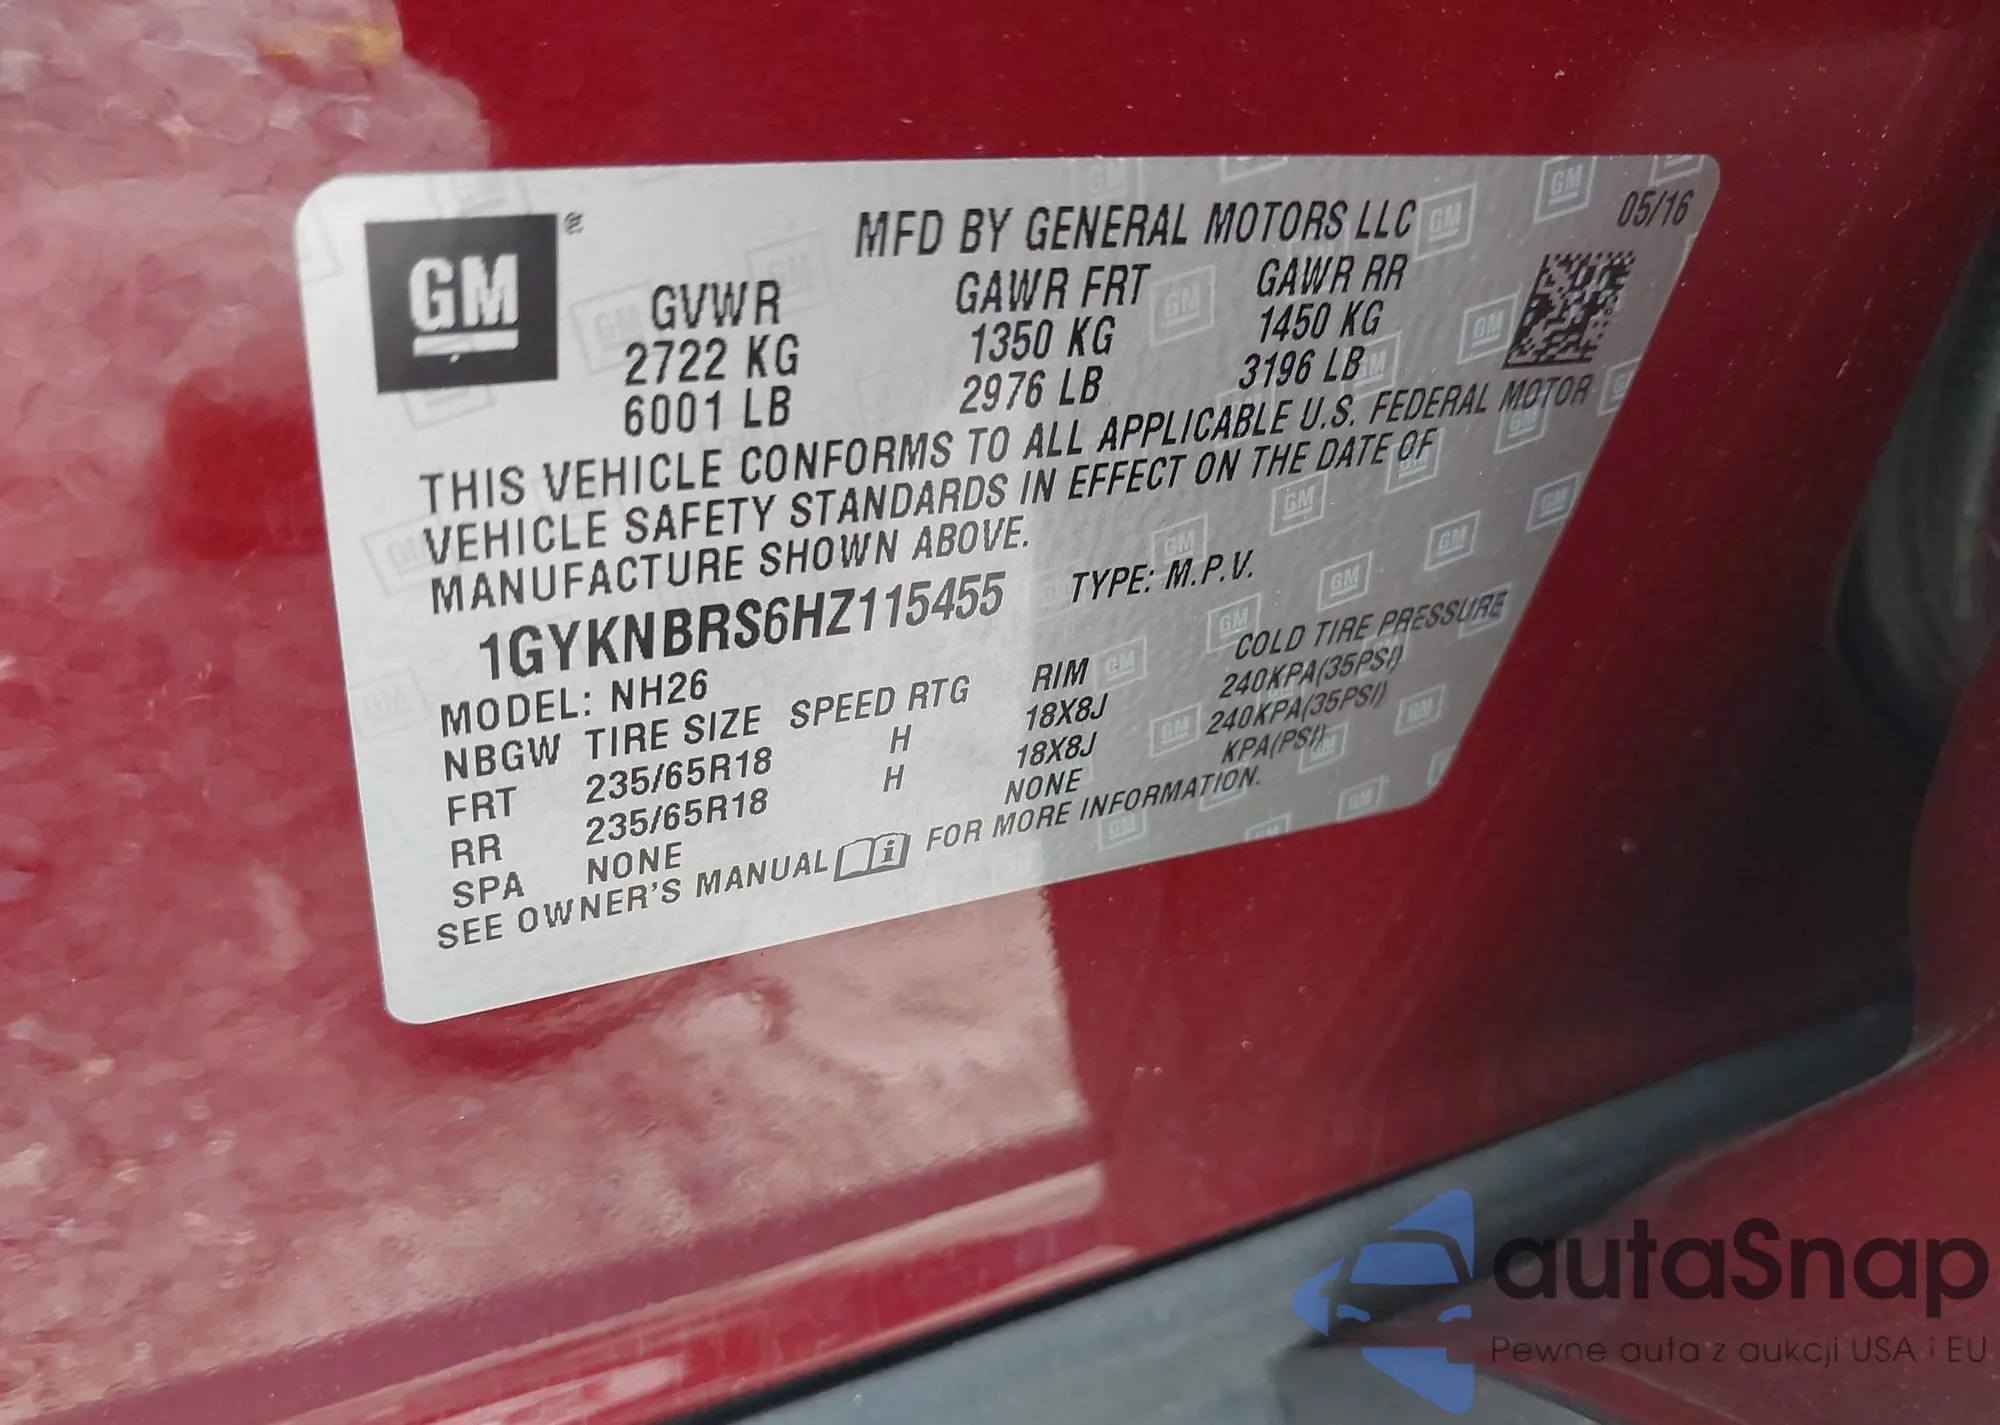 GM
MFD BY GENERAL MOTORS LLC
05/16
GVWR GAWR FRT GAWR RR
2722 KG 1350 KG 1450 KG
6001 LB 2976 LB 3196 LB
THIS VEHICLE CONFORMS TO ALL APPLICABLE U.S. FEDERAL MOTOR
VEHICLE SAFETY STANDARDS IN EFFECT ON THE DATE OF
MANUFACTURE SHOWN ABOVE.
1GYKNBRS6HZ115455 TYPE: M.P.V.
MODEL: NH26
NBGW TIRE SIZE SPEED RTG RIM COLD TIRE PRESSURE
FRT 235/65R18 H 18X8J 240KPA(35PSI)
RR 235/65R18 H 18X8J 240KPA(35PSI)
SPA NONE NONE KPA(PSI)
SEE OWNER'S MANUAL FOR MORE INFORMATION.
autaSnap
Pewne auta z aukcji USA i EU